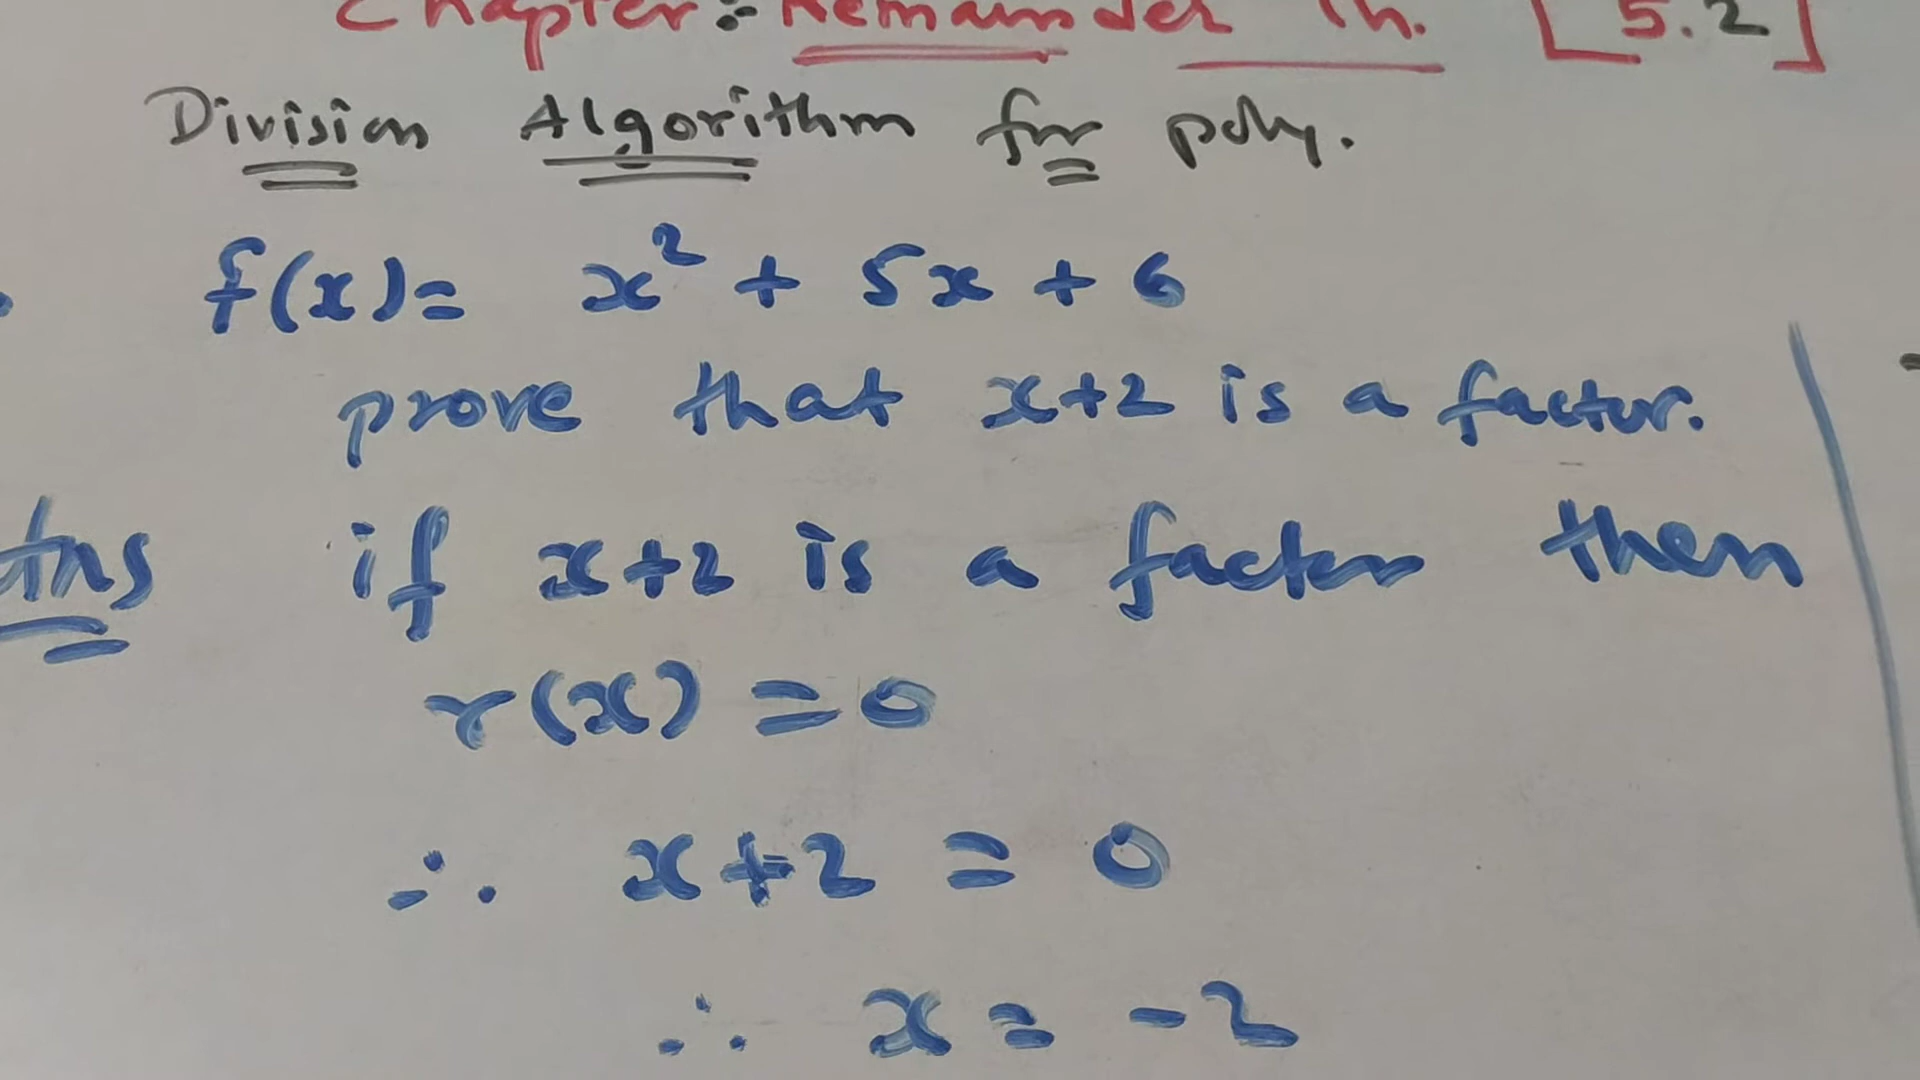 Chapter :- Remainder Th. [5.2]
Division Algorithm for poly.
f(x) = x² + 5x + 6
prove that x+2 is a factor.
Ans if x+2 is a factor then
r(x) = 0
∴ x+2 = 0
∴ x = -2